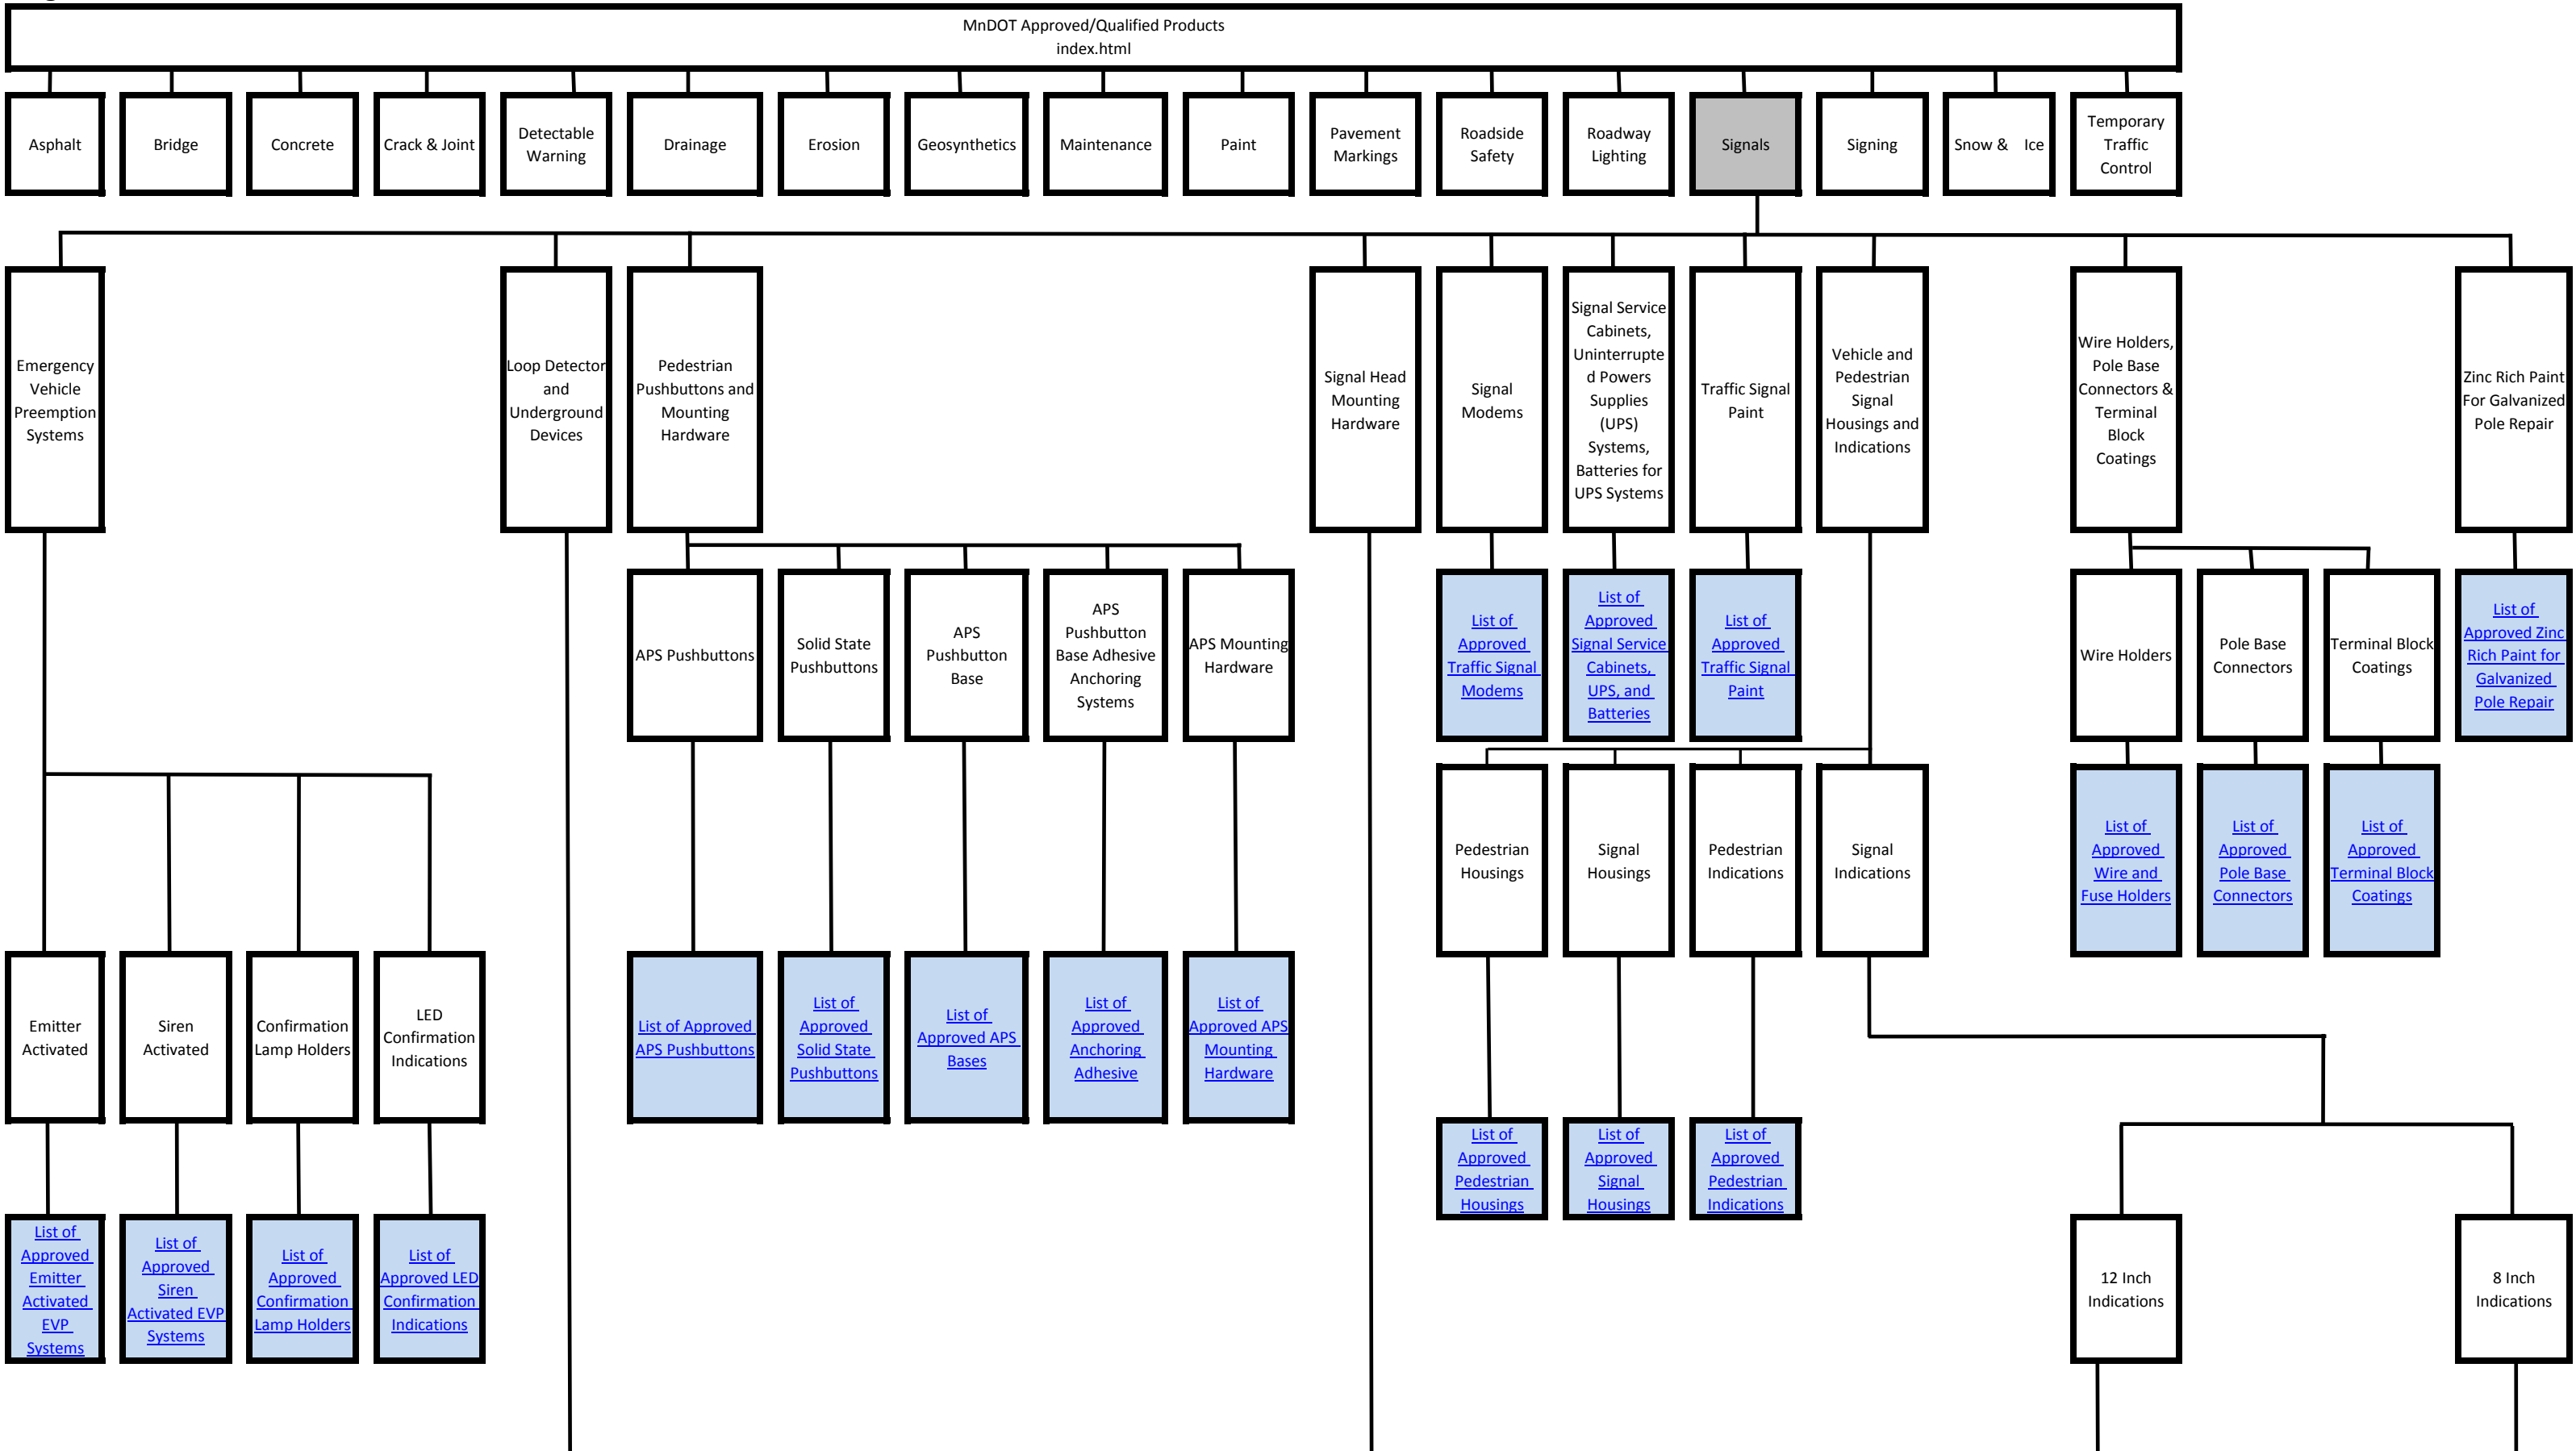 MnDOT Approved/Qualified Products
index.html
Asphalt
Bridge
Concrete
Crack & Joint
Detectable
Warning
Drainage
Erosion
Geosynthetics
Maintenance
Paint
Pavement
Markings
Roadside
Safety
Roadway
Lighting
Signals
Signing
Snow & Ice
Temporary
Traffic
Control
Emergency
Vehicle
Preemption
Systems
Loop Detector
and
Underground
Devices
Pedestrian
Pushbuttons and
Mounting
Hardware
Signal Head
Mounting
Hardware
Signal
Modems
Signal Service
Cabinets,
Uninterrupte
d Powers
Supplies
(UPS)
Systems,
Batteries for
UPS Systems
Traffic Signal
Paint
Vehicle and
Pedestrian
Signal
Housings and
Indications
Wire Holders,
Pole Base
Connectors &
Terminal
Block
Coatings
Zinc Rich Paint
For Galvanized
Pole Repair
APS Pushbuttons
Solid State
Pushbuttons
APS
Pushbutton
Base
APS
Pushbutton
Base Adhesive
Anchoring
Systems
APS Mounting
Hardware
List of
Approved
Traffic Signal
Modems
List of
Approved
Signal Service
Cabinets,
UPS, and
Batteries
List of
Approved
Traffic Signal
Paint
Wire Holders
Pole Base
Connectors
Terminal Block
Coatings
List of
Approved Zinc
Rich Paint for
Galvanized
Pole Repair
Pedestrian
Housings
Signal
Housings
Pedestrian
Indications
Signal
Indications
List of
Approved
Wire and
Fuse Holders
List of
Approved
Pole Base
Connectors
List of
Approved
Terminal Block
Coatings
Emitter
Activated
Siren
Activated
Confirmation
Lamp Holders
LED
Confirmation
Indications
List of Approved
APS Pushbuttons
List of
Approved
Solid State
Pushbuttons
List of
Approved APS
Bases
List of
Approved
Anchoring
Adhesive
List of
Approved APS
Mounting
Hardware
List of
Approved
Pedestrian
Housings
List of
Approved
Signal
Housings
List of
Approved
Pedestrian
Indications
List of
Approved
Emitter
Activated
EVP
Systems
List of
Approved
Siren
Activated EVP
Systems
List of
Approved
Confirmation
Lamp Holders
List of
Approved LED
Confirmation
Indications
12 Inch
Indications
8 Inch
Indications